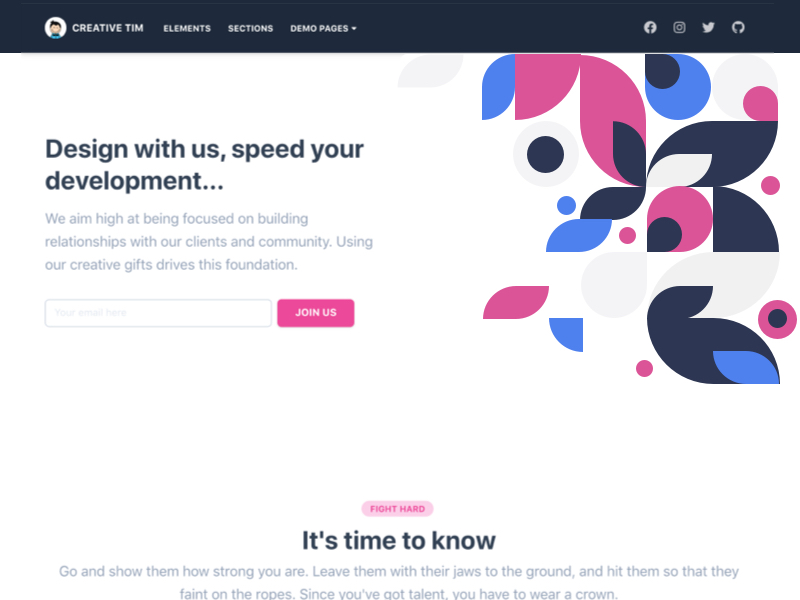 CREATIVE TIM ELEMENTS SECTIONS DEMO PAGES
Design with us, speed your
development...
We aim high at being focused on building
relationships with our clients and community. Using
our creative gifts drives this foundation.
Your email here JOIN US
FIGHT HARD
It's time to know
Go and show them how strong you are. Leave them with their jaws to the ground, and hit them so that they
faint on the ropes. Since you've got talent, you have to wear a crown.